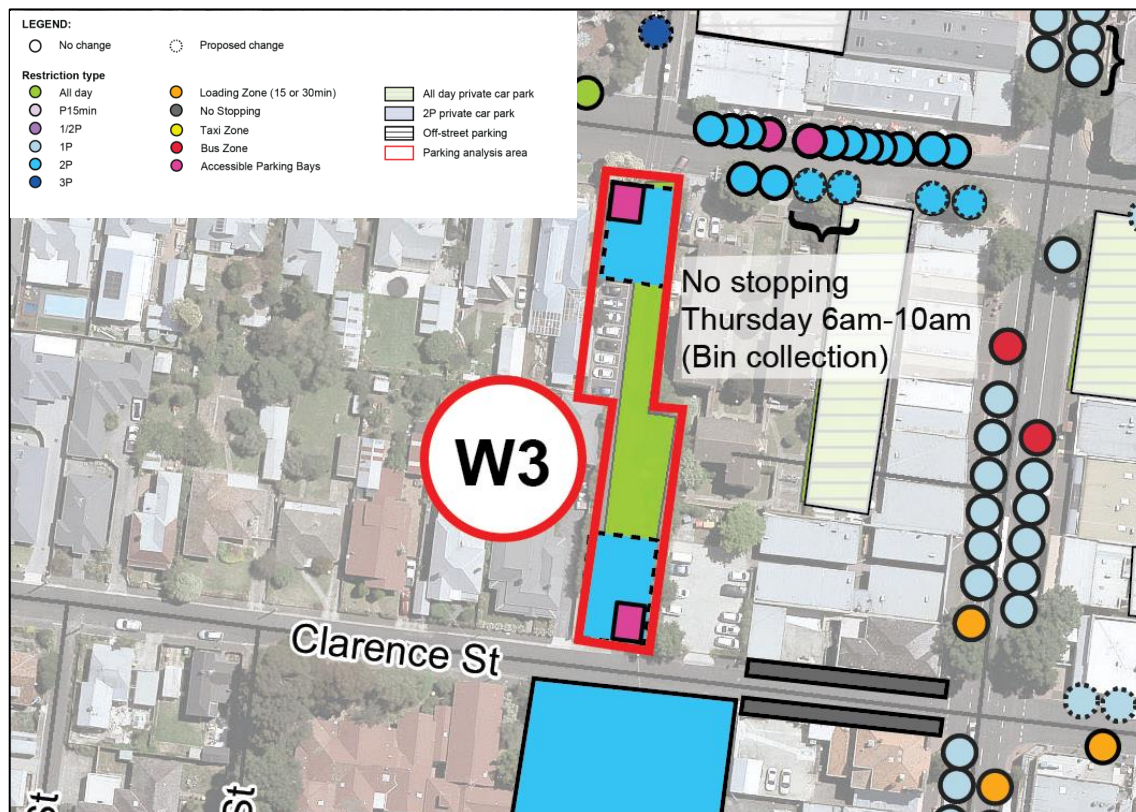 LEGEND:
No change
Proposed change
Restriction type
All day
P15min
1/2P
1P
2P
3P
Loading Zone (15 or 30min)
No Stopping
Taxi Zone
Bus Zone
Accessible Parking Bays
All day private car park
2P private car park
Off-street parking
Parking analysis area
No stopping
Thursday 6am-10am
(Bin collection)
W3
Clarence St
St
St